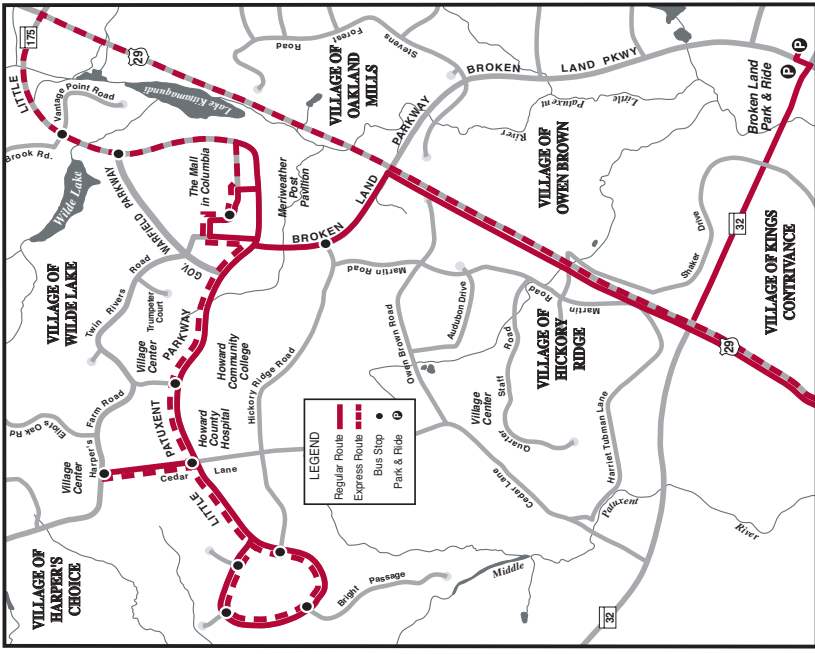 175
LITTLE
29
Vantage Point Road
Brook Rd.
Lake Kittamaqundi
Wilde Lake
Forest
Road
Stevens
VILLAGE OF
OAKLAND
MILLS
BROKEN LAND PKWY
Little
Patuxent
River
PARKWAY
LAND
BROKEN
Broken Land
Park & Ride
P
P
The Mall
in Columbia
Meriweather
Post
Pavilion
GOV. WARFIELD PARKWAY
VILLAGE OF
OWEN BROWN
VILLAGE OF
WILDE LAKE
Twin Rivers Road
Trumpeter
Court
Village
Center
PARKWAY
PATUXENT
LITTLE
Howard
Community
College
Hickory Ridge Road
Martin Road
Owen Brown Road
Audubon Drive
Martin Road
Shaker Drive
32
VILLAGE OF KINGS
CONTRIVANCE
VILLAGE OF
HICKORY
RIDGE
29
Village
Center
Quarter Staff Road
Harriet Tubman Lane
Eliots Oak Rd
Harper's Farm Road
Village
Center
Howard
County
Hospital
Cedar Lane
LEGEND
Regular Route
Express Route
Bus Stop
Park & Ride
P
Cedar Lane
Patuxent
River
Middle
Bright Passage
VILLAGE OF
HARPER'S
CHOICE
32